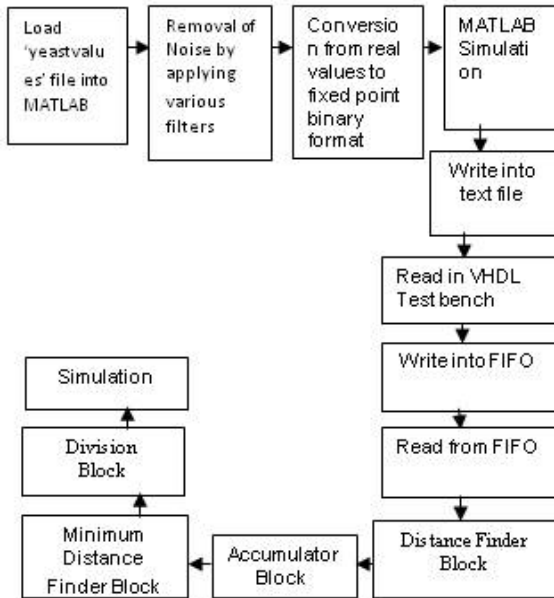 Load
'yeastvalu
es' file into
MATLAB
Removal of
Noise by
applying
various
filters
Conversio
n from real
values to
fixed point
binary
format
MATLAB
Simulati
on
Write into
text file
Read in VHDL
Test bench
Write into FIFO
Read from FIFO
Distance Finder
Block
Accumulator
Block
Minimum
Distance
Finder Block
Division
Block
Simulation